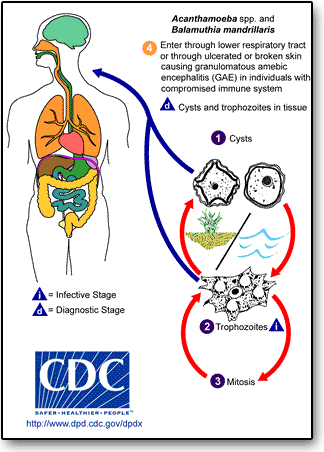 Acanthamoeba spp. and
Balamuthia mandrillaris
4 Enter through lower respiratory tract
or through ulcerated or broken skin
causing granulomatous amebic
encephalitis (GAE) in individuals with
compromised immune system
d Cysts and trophozoites in tissue
1 Cysts
i = Infective Stage
d = Diagnostic Stage
2 Trophozoites i
3 Mitosis
CDC
SAFER·HEALTHIER·PEOPLE™
http://www.dpd.cdc.gov/dpdx